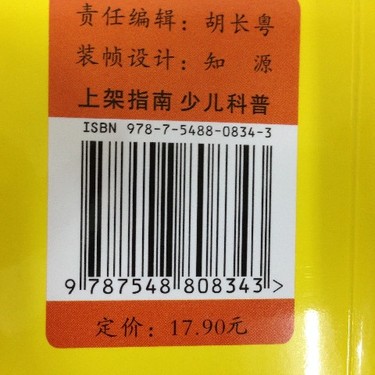 责任编辑：胡长粤
装帧设计：知 源
上架指南 少儿科普
ISBN 978-7-5488-0834-3
9 787548 808343 >
定价：17.90元